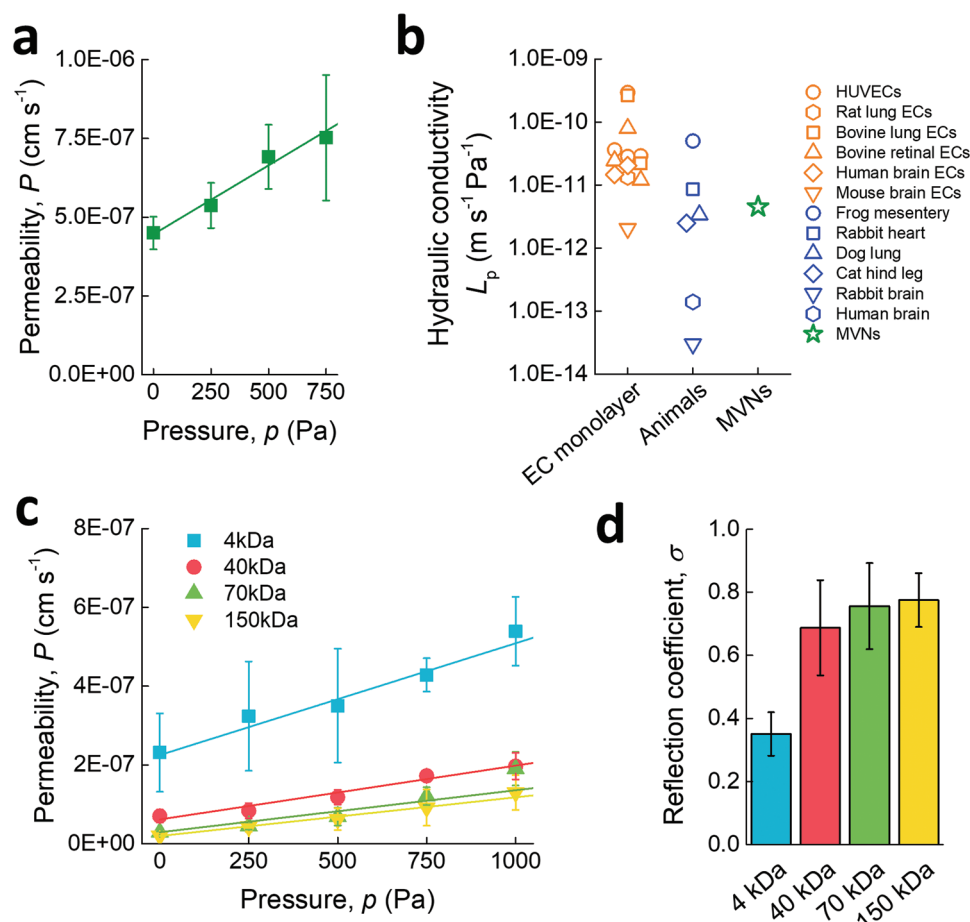 a
Permeability, P (cm s⁻¹)
1.0E-06
7.5E-07
5.0E-07
2.5E-07
0.0E+00
0 250 500 750
Pressure, p (Pa)
b
Hydraulic conductivity
Lp (m s⁻¹ Pa⁻¹)
1.0E-09
1.0E-10
1.0E-11
1.0E-12
1.0E-13
1.0E-14
EC monolayer
Animals
MVNs
HUVECs
Rat lung ECs
Bovine lung ECs
Bovine retinal ECs
Human brain ECs
Mouse brain ECs
Frog mesentery
Rabbit heart
Dog lung
Cat hind leg
Rabbit brain
Human brain
MVNs
c
Permeability, P (cm s⁻¹)
8E-07
6E-07
4E-07
2E-07
0E+00
4kDa
40kDa
70kDa
150kDa
0 250 500 750 1000
Pressure, p (Pa)
d
Reflection coefficient, σ
1.0
0.8
0.6
0.4
0.2
0.0
4 kDa
40 kDa
70 kDa
150 kDa